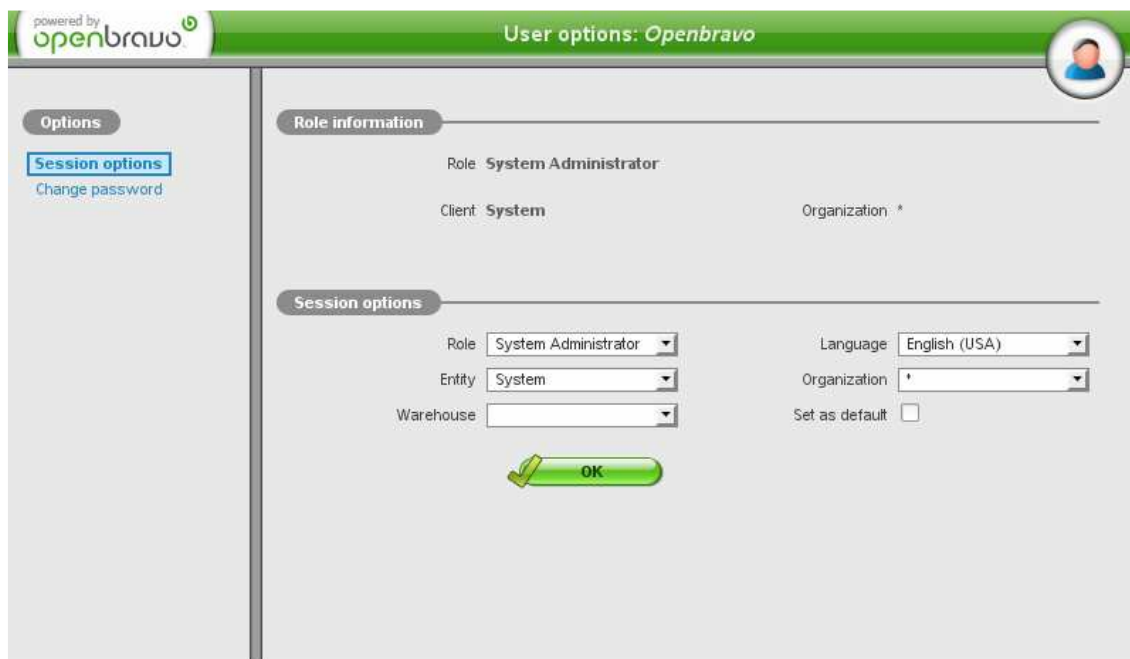 powered by
openbravo
User options: Openbravo
Options
Session options
Change password
Role information
Role System Administrator
Client System Organization *
Session options
Role System Administrator Language English (USA)
Entity System Organization *
Warehouse Set as default
OK